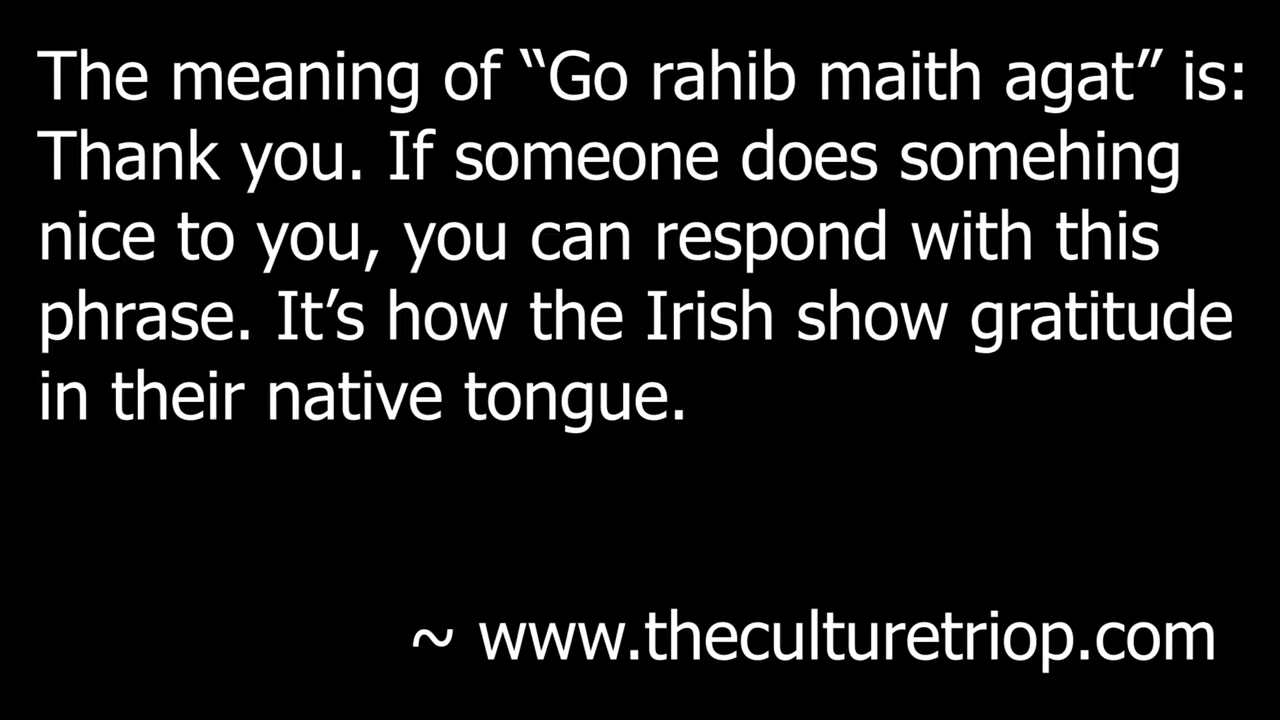 The meaning of “Go rahib maith agat” is:
Thank you. If someone does somehing
nice to you, you can respond with this
phrase. It’s how the Irish show gratitude
in their native tongue.
~ www.theculturetriop.com